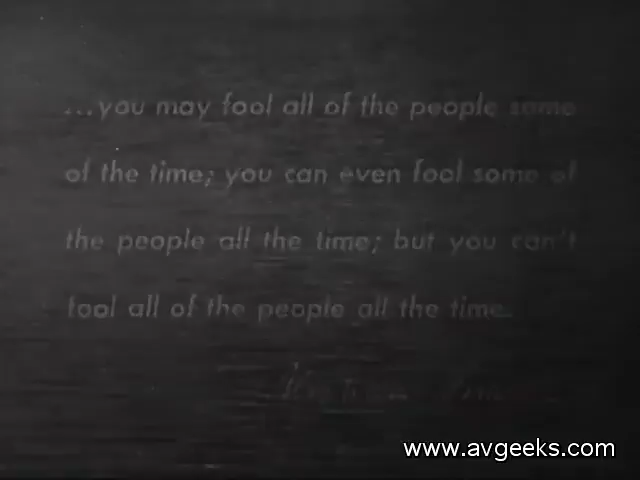 ...you may fool all of the people some
of the time; you can even fool some of
the people all the time; but you can't
fool all of the people all the time.
www.avgeeks.com